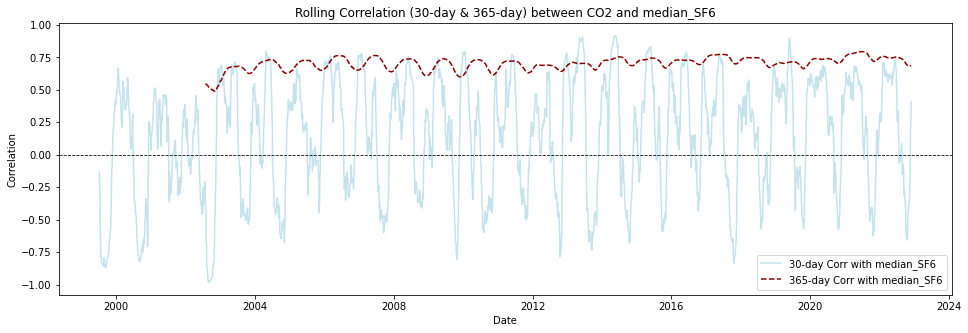 Rolling Correlation (30-day & 365-day) between CO2 and median_SF6
Correlation
1.00
0.75
0.50
0.25
0.00
−0.25
−0.50
−0.75
−1.00
30-day Corr with median_SF6
365-day Corr with median_SF6
2000 2004 2008 2012 2016 2020 2024
Date